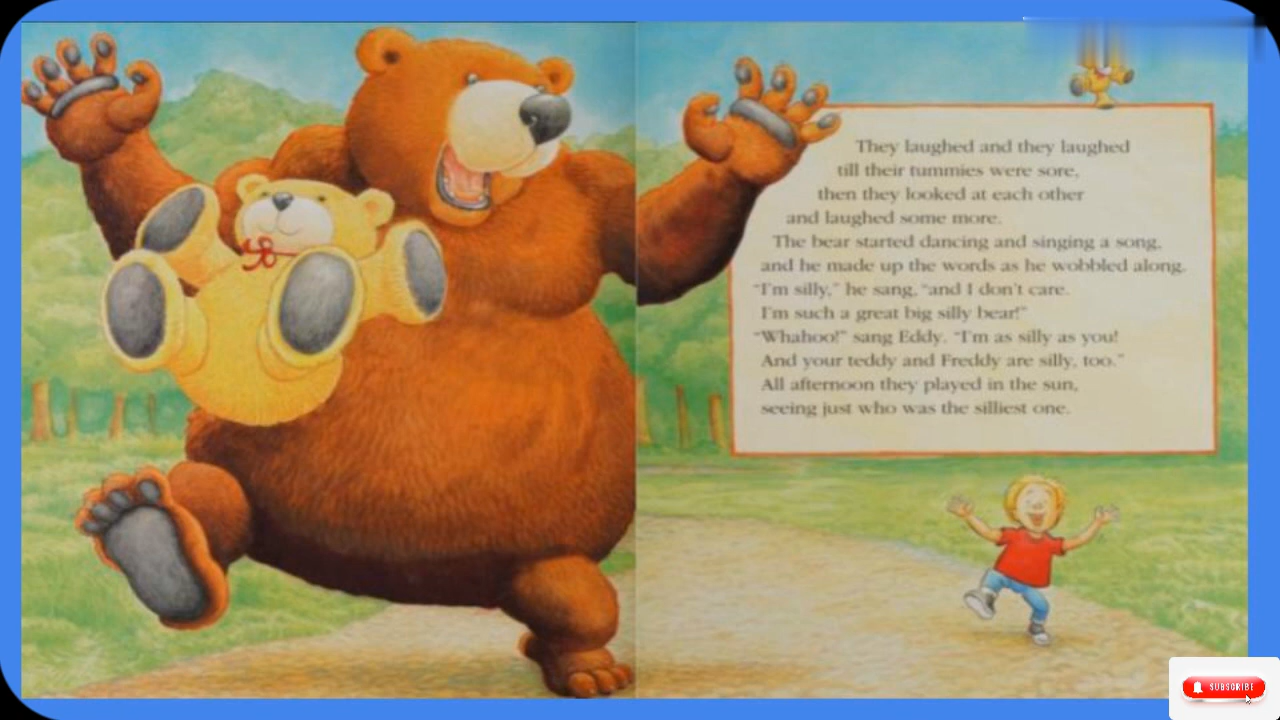 They laughed and they laughed
till their tummies were sore,
then they looked at each other
and laughed some more.
The bear started dancing and singing a song,
and he made up the words as he wobbled along.
“I'm silly,” he sang, “and I don't care.
I'm such a great big silly bear!”
“Whahoo!” sang Eddy. “I'm as silly as you!
And your teddy and Freddy are silly, too.”
All afternoon they played in the sun,
seeing just who was the silliest one.
SUBSCRIBE